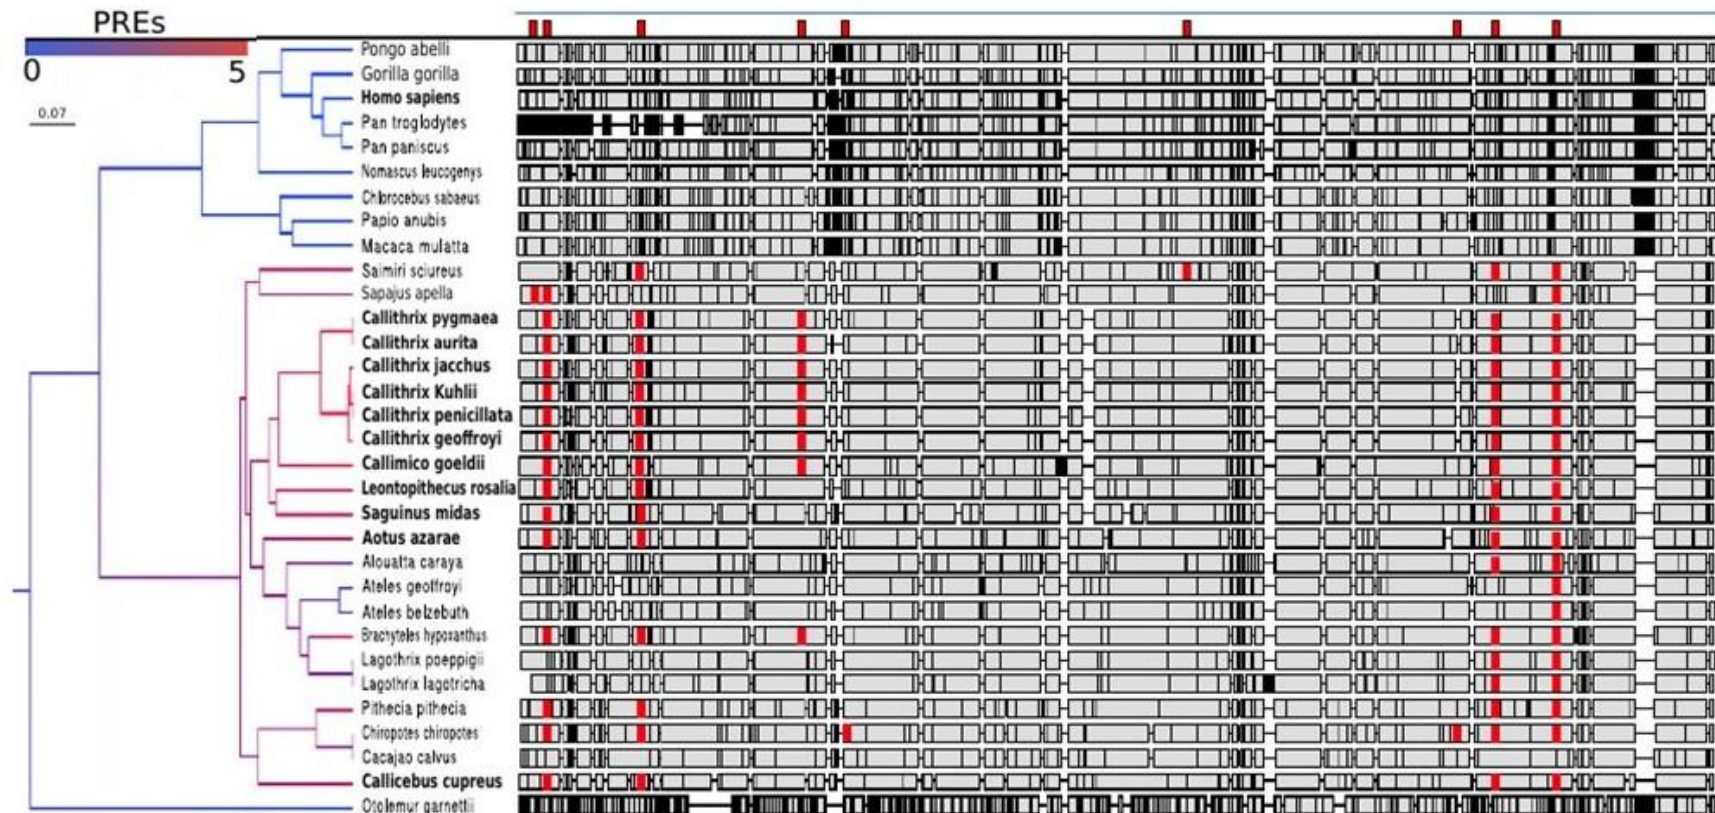 PREs
0 5
0.07
Pongo abelli
Gorilla gorilla
Homo sapiens
Pan troglodytes
Pan paniscus
Nomascus leucogenys
Chlorocebus sabaeus
Papio anubis
Macaca mulatta
Saimiri sciureus
Sapajus apella
Callithrix pygmaea
Callithrix aurita
Callithrix jacchus
Callithrix Kuhlii
Callithrix penicillata
Callithrix geoffroyi
Callimico goeldii
Leontopithecus rosalia
Saguinus midas
Aotus azarae
Alouatta caraya
Ateles geoffroyi
Ateles belzebuth
Brachyteles hypoxanthus
Lagothrix poeppigii
Lagothrix lagotricha
Pithecia pithecia
Chiropotes chiropotes
Cacajao calvus
Callicebus cupreus
Otolemur garnettii